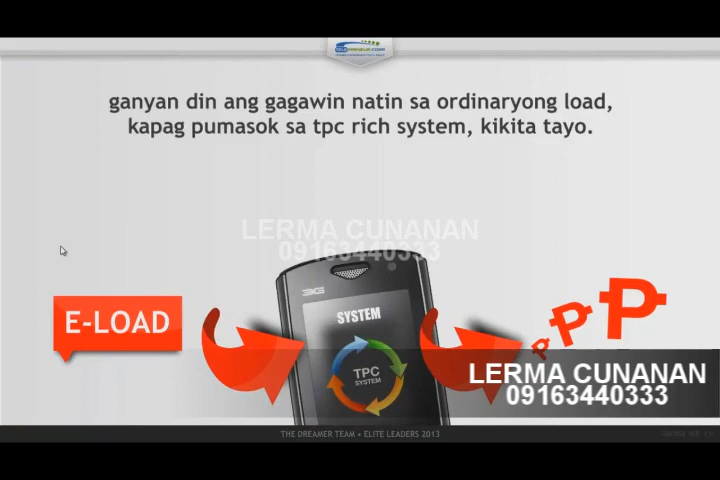 ganyan din ang gagawin natin sa ordinaryong load,
kapag pumasok sa tpc rich system, kikita tayo.
LERMA CUNANAN
09163440333
SYSTEM
E-LOAD
TPC
SYSTEM
LERMA CUNANAN
09163440333
THE DREAMER TEAM • ELITE LEADERS 2013